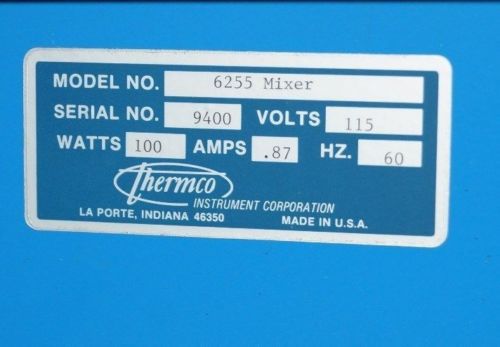 MODEL NO. 6255 Mixer
SERIAL NO. 9400 VOLTS 115
WATTS 100 AMPS .87 HZ. 60
Thermco
INSTRUMENT CORPORATION
LA PORTE, INDIANA 46350 MADE IN U.S.A.